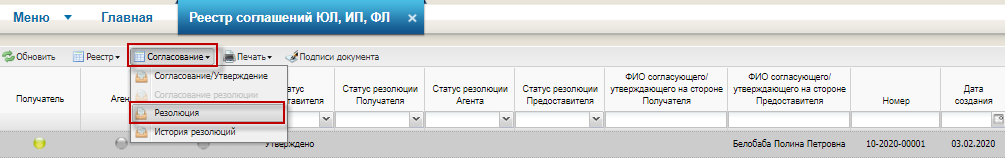 Меню Главная Реестр соглашений ЮЛ, ИП, ФЛ
Обновить Реестр Согласование Печать Подписи документа
Согласование/Утверждение
Согласование резолюции
Резолюция
История резолюций
Получатель
Аген
татус
ставителя
Статус резолюции
Получателя
Статус резолюции
Агента
Статус резолюции
Предоставителя
ФИО согласующего/
утверждающего на стороне
Получателя
ФИО согласующего/
утверждающего на стороне
Предоставителя
Номер
Дата
создания
Утверждено Белобаба Полина Петровна 10-2020-00001 03.02.2020